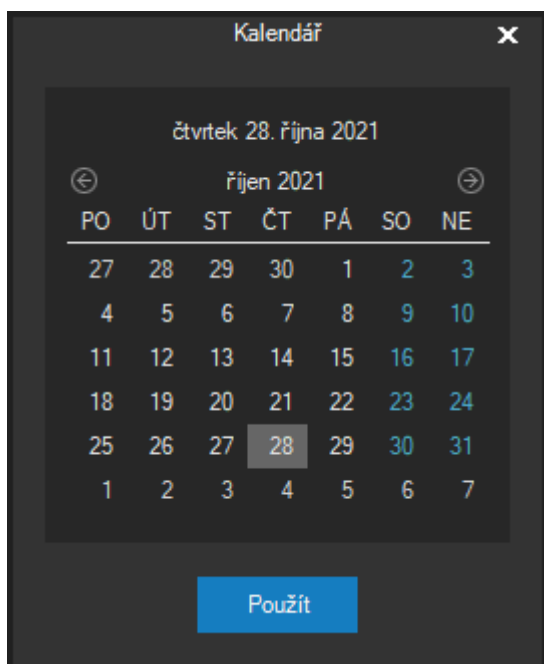 Kalendář
čtvrtek 28. října 2021
říjen 2021
PO ÚT ST ČT PÁ SO NE
27 28 29 30 1 2 3
4 5 6 7 8 9 10
11 12 13 14 15 16 17
18 19 20 21 22 23 24
25 26 27 28 29 30 31
1 2 3 4 5 6 7
Použít